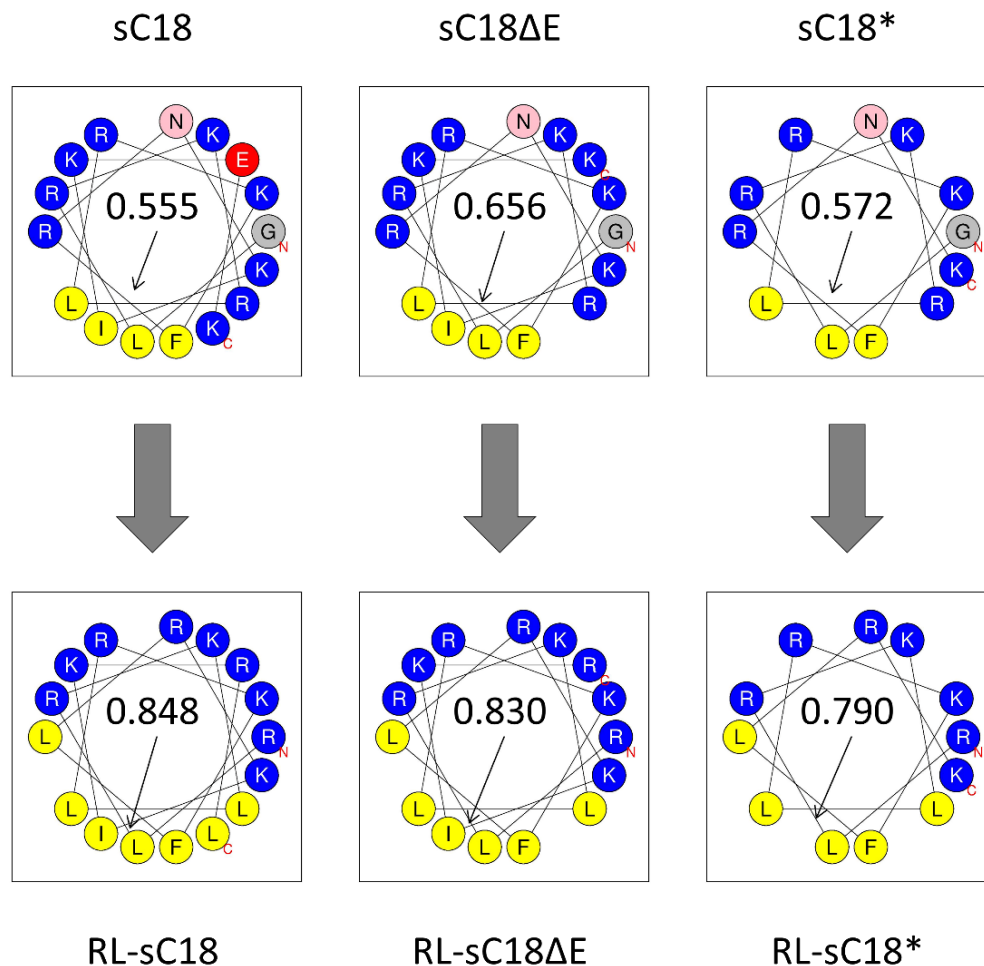 sC18 sC18ΔE sC18*
N
R K
K E
R K
0.555
R G N
K
L R
I K C
L F
N
R K
K K C
R K
0.656
R G N
K
L R
I
L F
N
R K
R K
0.572
R G N
K C
L R
L F
R
R K
K R
R K
0.848
L R N
K
L L
I L C
L F
R
R K
K R C
R K
0.830
L R N
K
L L
I
L F
R
R K
R K
0.790
L R N
K C
L L
L F
RL-sC18 RL-sC18ΔE RL-sC18*